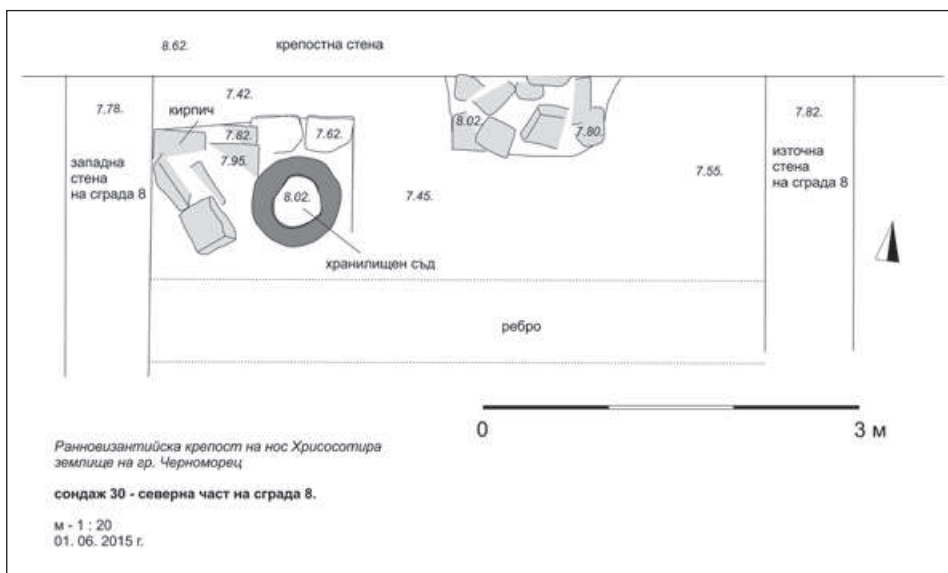 8.62.
крепостна стена
7.78.
7.42.
кирпич
7.82.
7.62.
8.02.
7.80.
7.82.
западна
стена
на сграда 8
7.95.
8.02.
7.45.
7.55.
източна
стена
на сграда 8
хранилищен съд
ребро
0
3 м
Ранновизантийска крепост на нос Хрисосотира
землище на гр. Черноморец
сондаж 30 - северна част на сграда 8.
м - 1 : 20
01. 06. 2015 г.